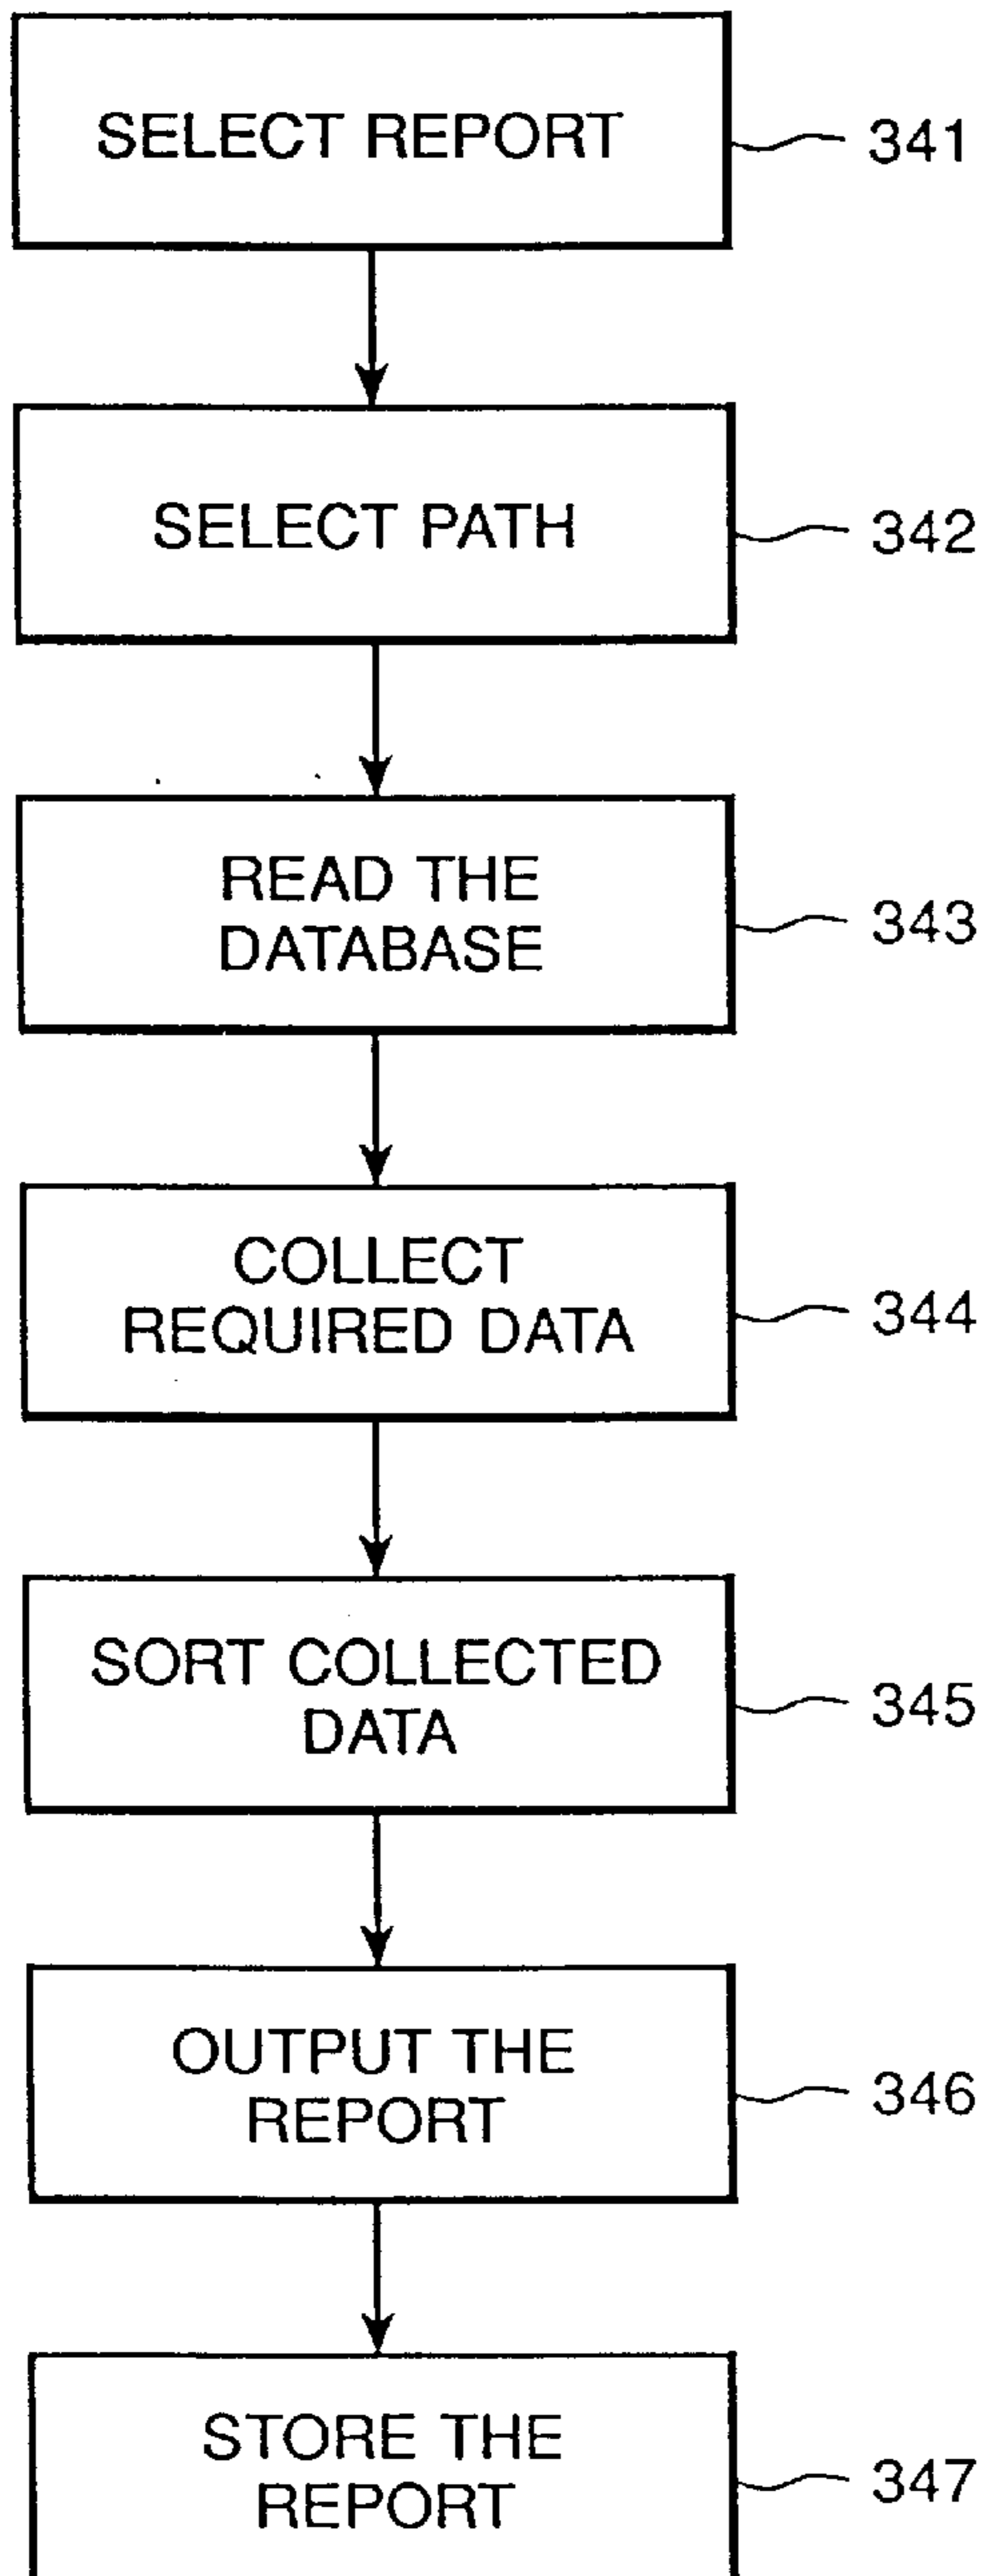 SELECT REPORT
341
SELECT PATH
342
READ THE
DATABASE
343
COLLECT
REQUIRED DATA
344
SORT COLLECTED
DATA
345
OUTPUT THE
REPORT
346
STORE THE
REPORT
347